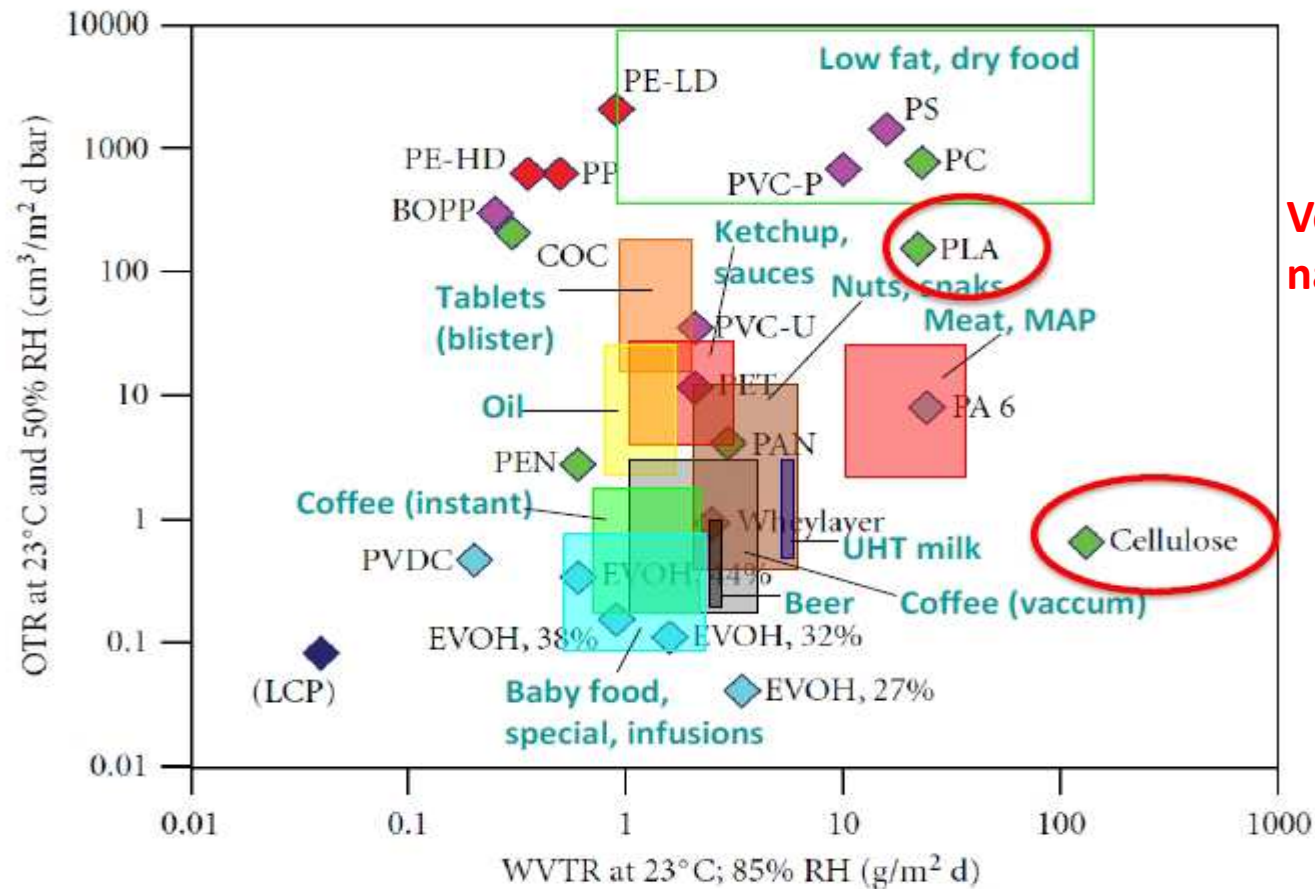 10000
1000
100
10
1
0.1
0.01
OTR at 23°C and 50% RH (cm³/m² d bar)
Low fat, dry food
PE-LD
PS
PE-HD
PP
PC
PVC-P
BOPP
COC
Ketchup,
sauces
PLA
Tablets
(blister)
Nuts, snaks
Meat, MAP
PVC-U
Oil
PET
PA 6
PEN
PAN
Coffee (instant)
Wheylayer
UHT milk
Cellulose
PVDC
EVOH, 44%
Beer
Coffee (vaccum)
EVOH, 38%
EVOH, 32%
(LCP)
Baby food,
special, infusions
EVOH, 27%
0.01
0.1
1
10
100
1000
WVTR at 23°C; 85% RH (g/m² d)